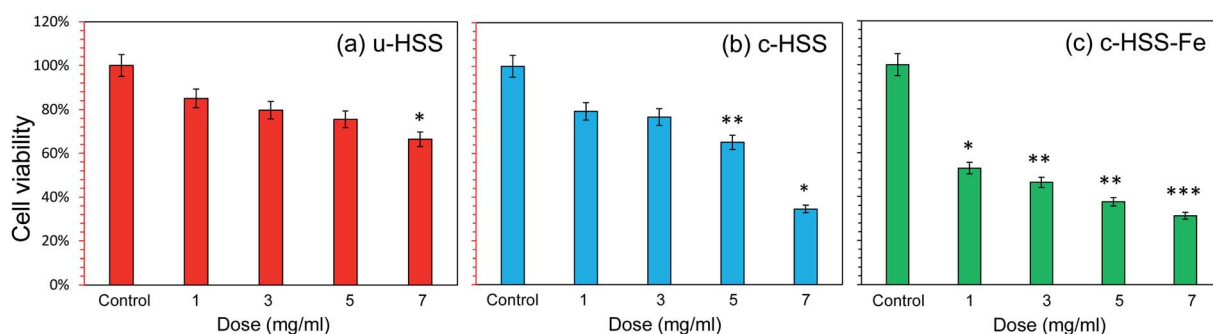 Cell viability
120%
100%
80%
60%
40%
20%
0%
(a) u-HSS
*
Control 1 3 5 7
Dose (mg/ml)
(b) c-HSS
**
*
Control 1 3 5 7
Dose (mg/ml)
(c) c-HSS-Fe
*
**
**
***
Control 1 3 5 7
Dose (mg/ml)